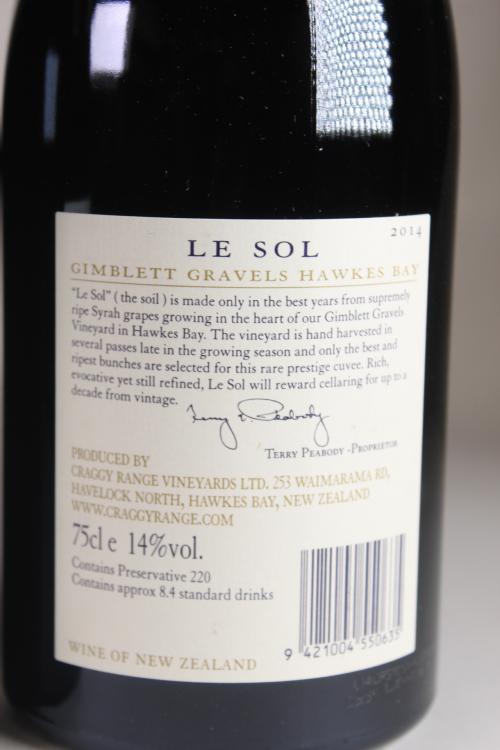 2014
LE SOL
GIMBLETT GRAVELS HAWKES BAY
"Le Sol" ( the soil ) is made only in the best years from supremely
ripe Syrah grapes growing in the heart of our Gimblett Gravels
Vineyard in Hawkes Bay. The vineyard is hand harvested in
several passes late in the growing season and only the best and
ripest bunches are selected for this rare prestige cuvee. Rich,
evocative yet still refined, Le Sol will reward cellaring for up to a
decade from vintage.
Terry E. Peabody
TERRY PEABODY -PROPRIETOR
PRODUCED BY
CRAGGY RANGE VINEYARDS LTD. 253 WAIMARAMA RD,
HAVELOCK NORTH, HAWKES BAY, NEW ZEALAND
WWW.CRAGGYRANGE.COM
75cl e 14%vol.
Contains Preservative 220
Contains approx 8.4 standard drinks
9 421004 550635
WINE OF NEW ZEALAND